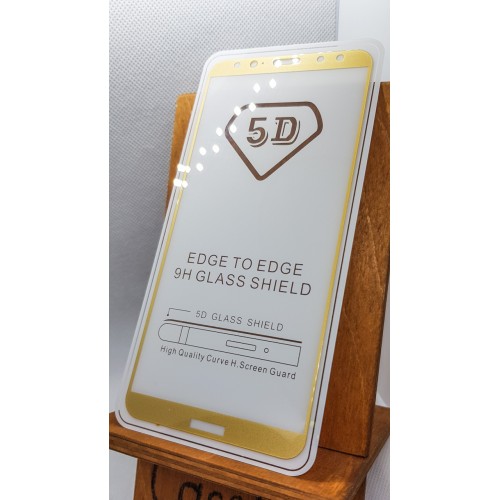 5D
EDGE TO EDGE
9H GLASS SHIELD
5D GLASS SHIELD
High Quality Curve H.Screen Guard